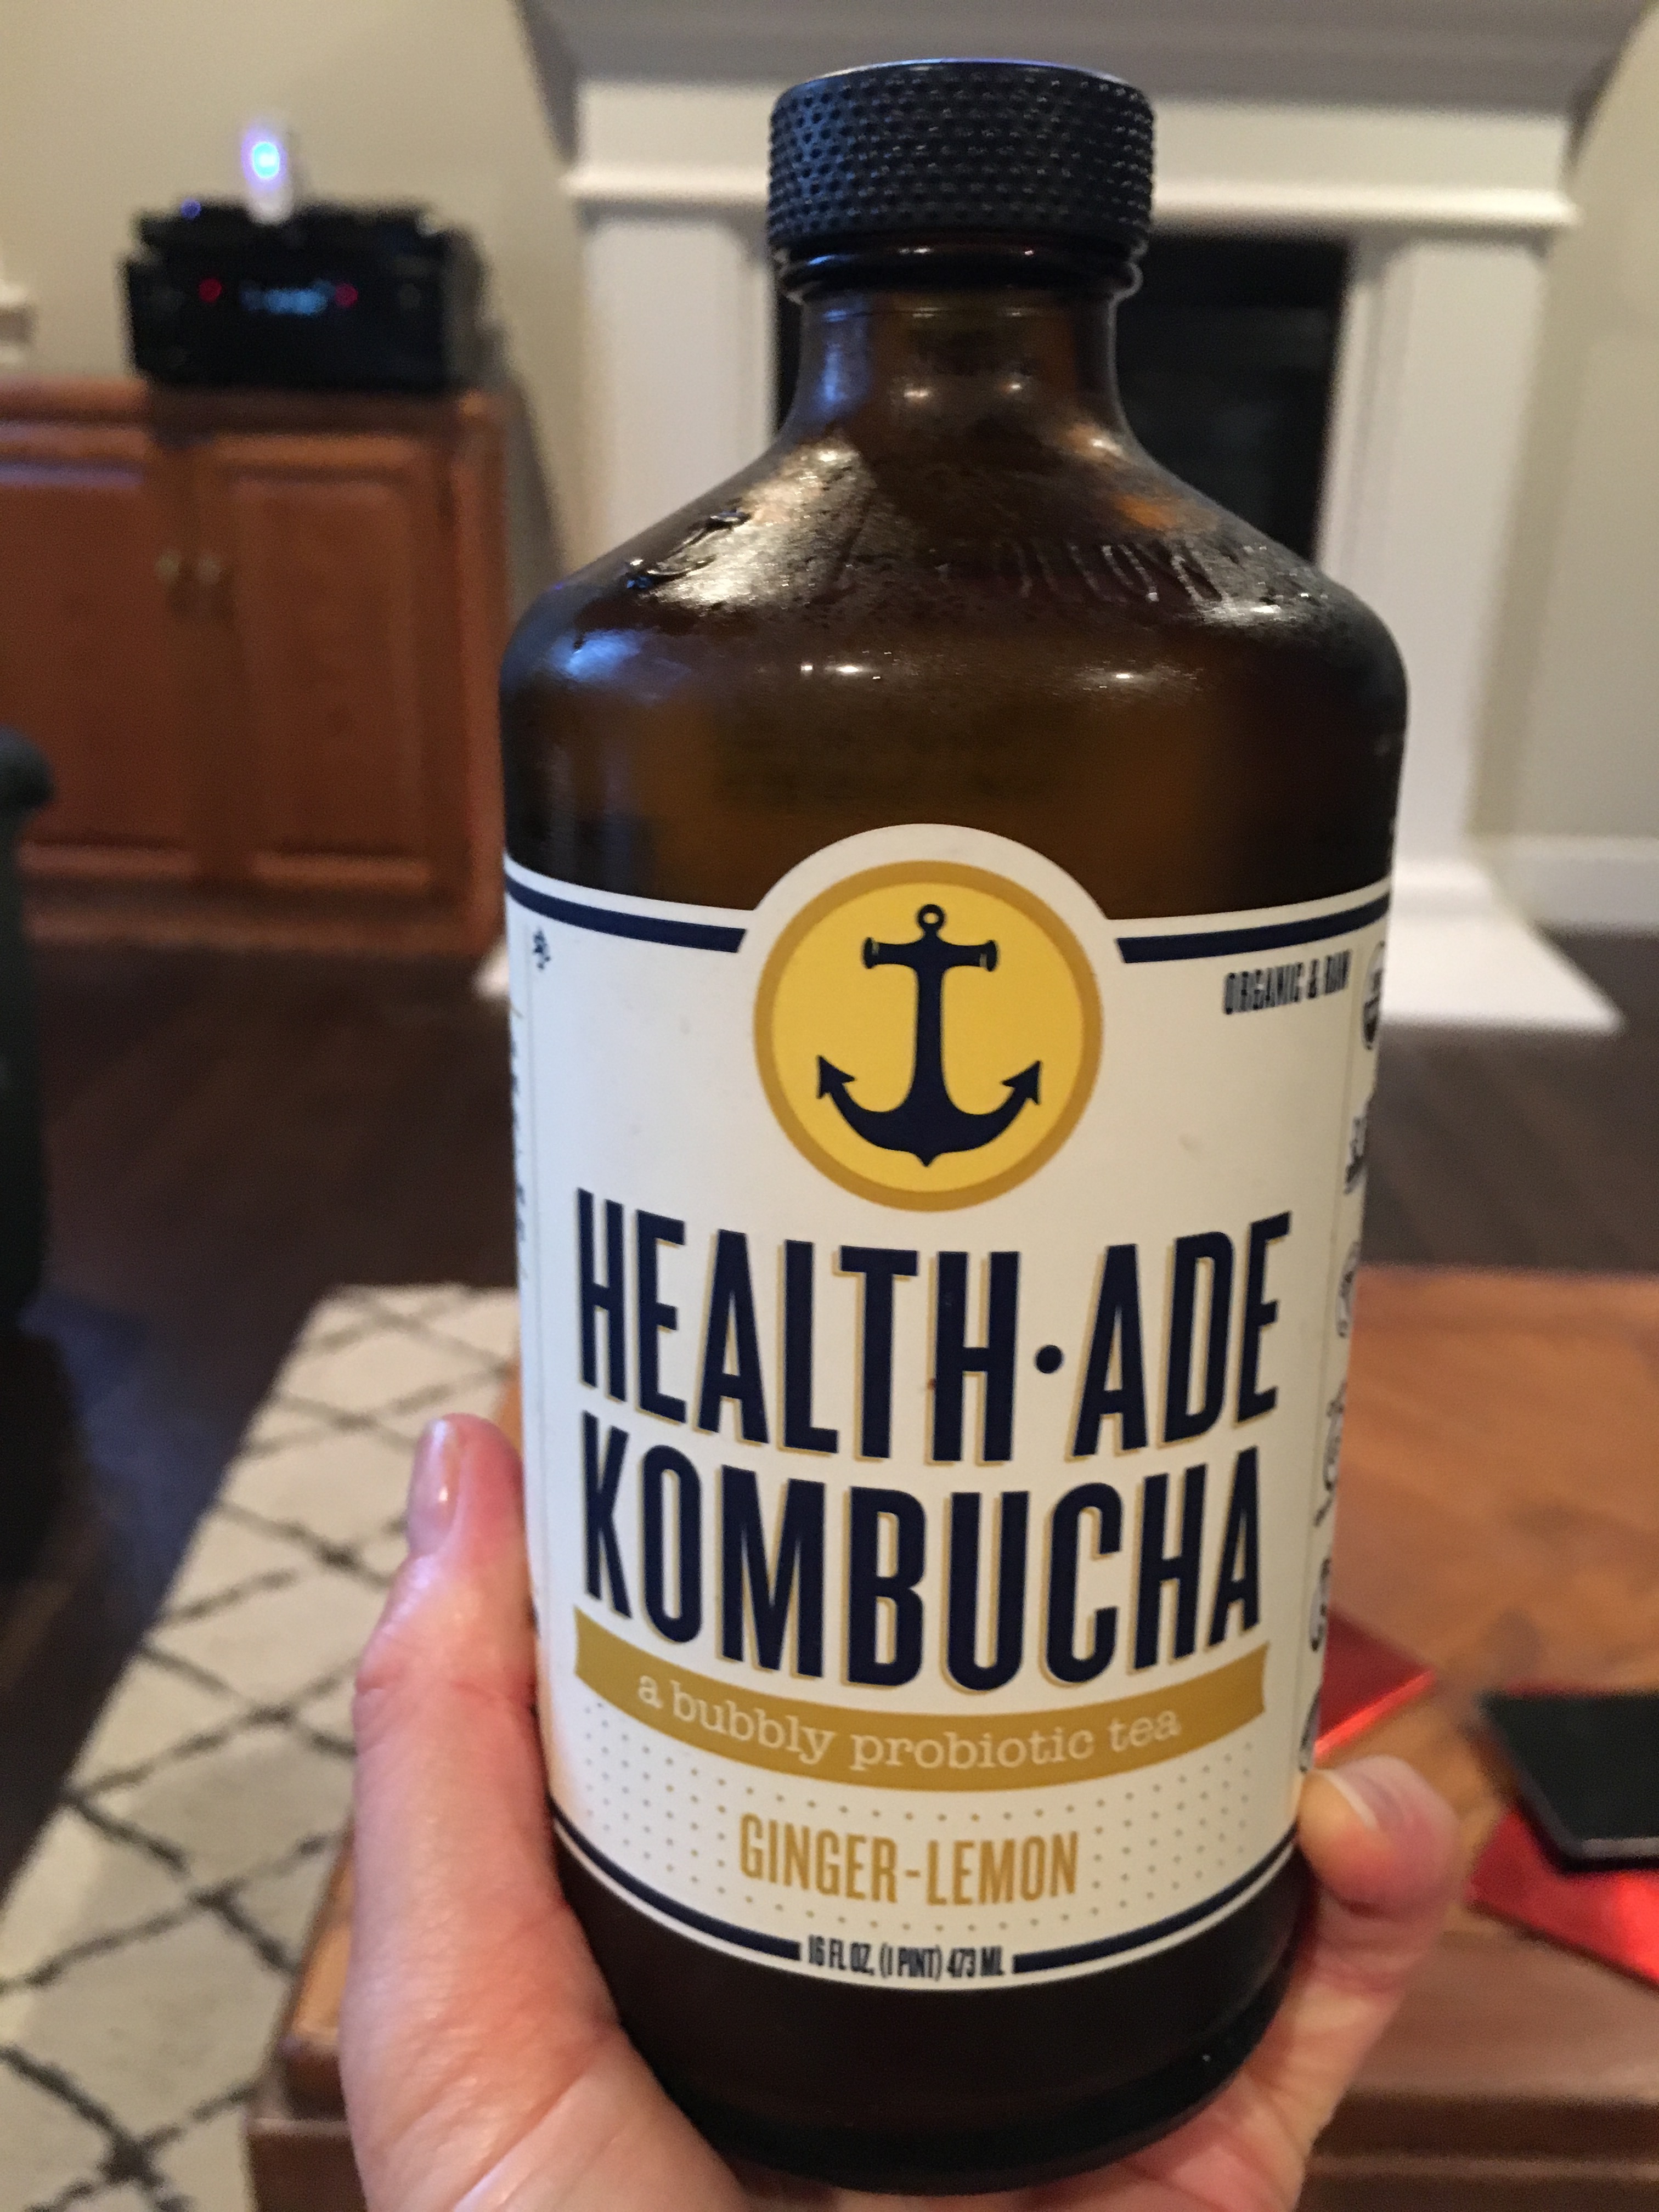 ORGANIC & RAW
HEALTH·ADE
KOMBUCHA
a bubbly probiotic tea
GINGER-LEMON
16 FL OZ, (1 PINT) 473 ML